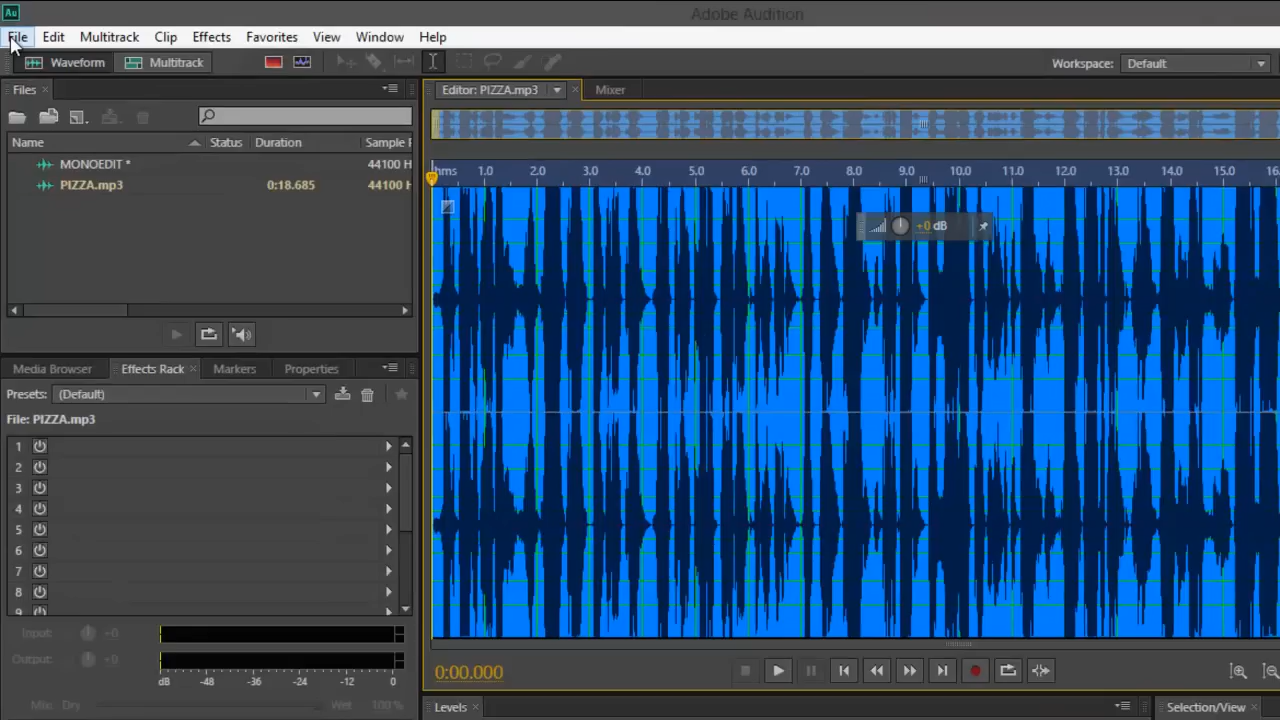 Au Adobe Audition
File Edit Multitrack Clip Effects Favorites View Window Help
Waveform Multitrack Workspace: Default
Files × Editor: PIZZA.mp3 × Mixer
Name Status Duration Sample
hms 1.0 2.0 3.0 4.0 5.0 6.0 7.0 8.0 9.0 10.0 11.0 12.0 13.0 14.0 15.0
MONOEDIT * 44100 H
PIZZA.mp3 0:18.685 44100 H
+0 dB
Media Browser Effects Rack × Markers Properties
Presets: (Default)
File: PIZZA.mp3
1
2
3
4
5
6
7
8
9
Input: +0
Output: +0
dB -48 -36 -24 -12 0
0:00.000
Mix: Dry Wet 100 %
Levels × Selection/View ×